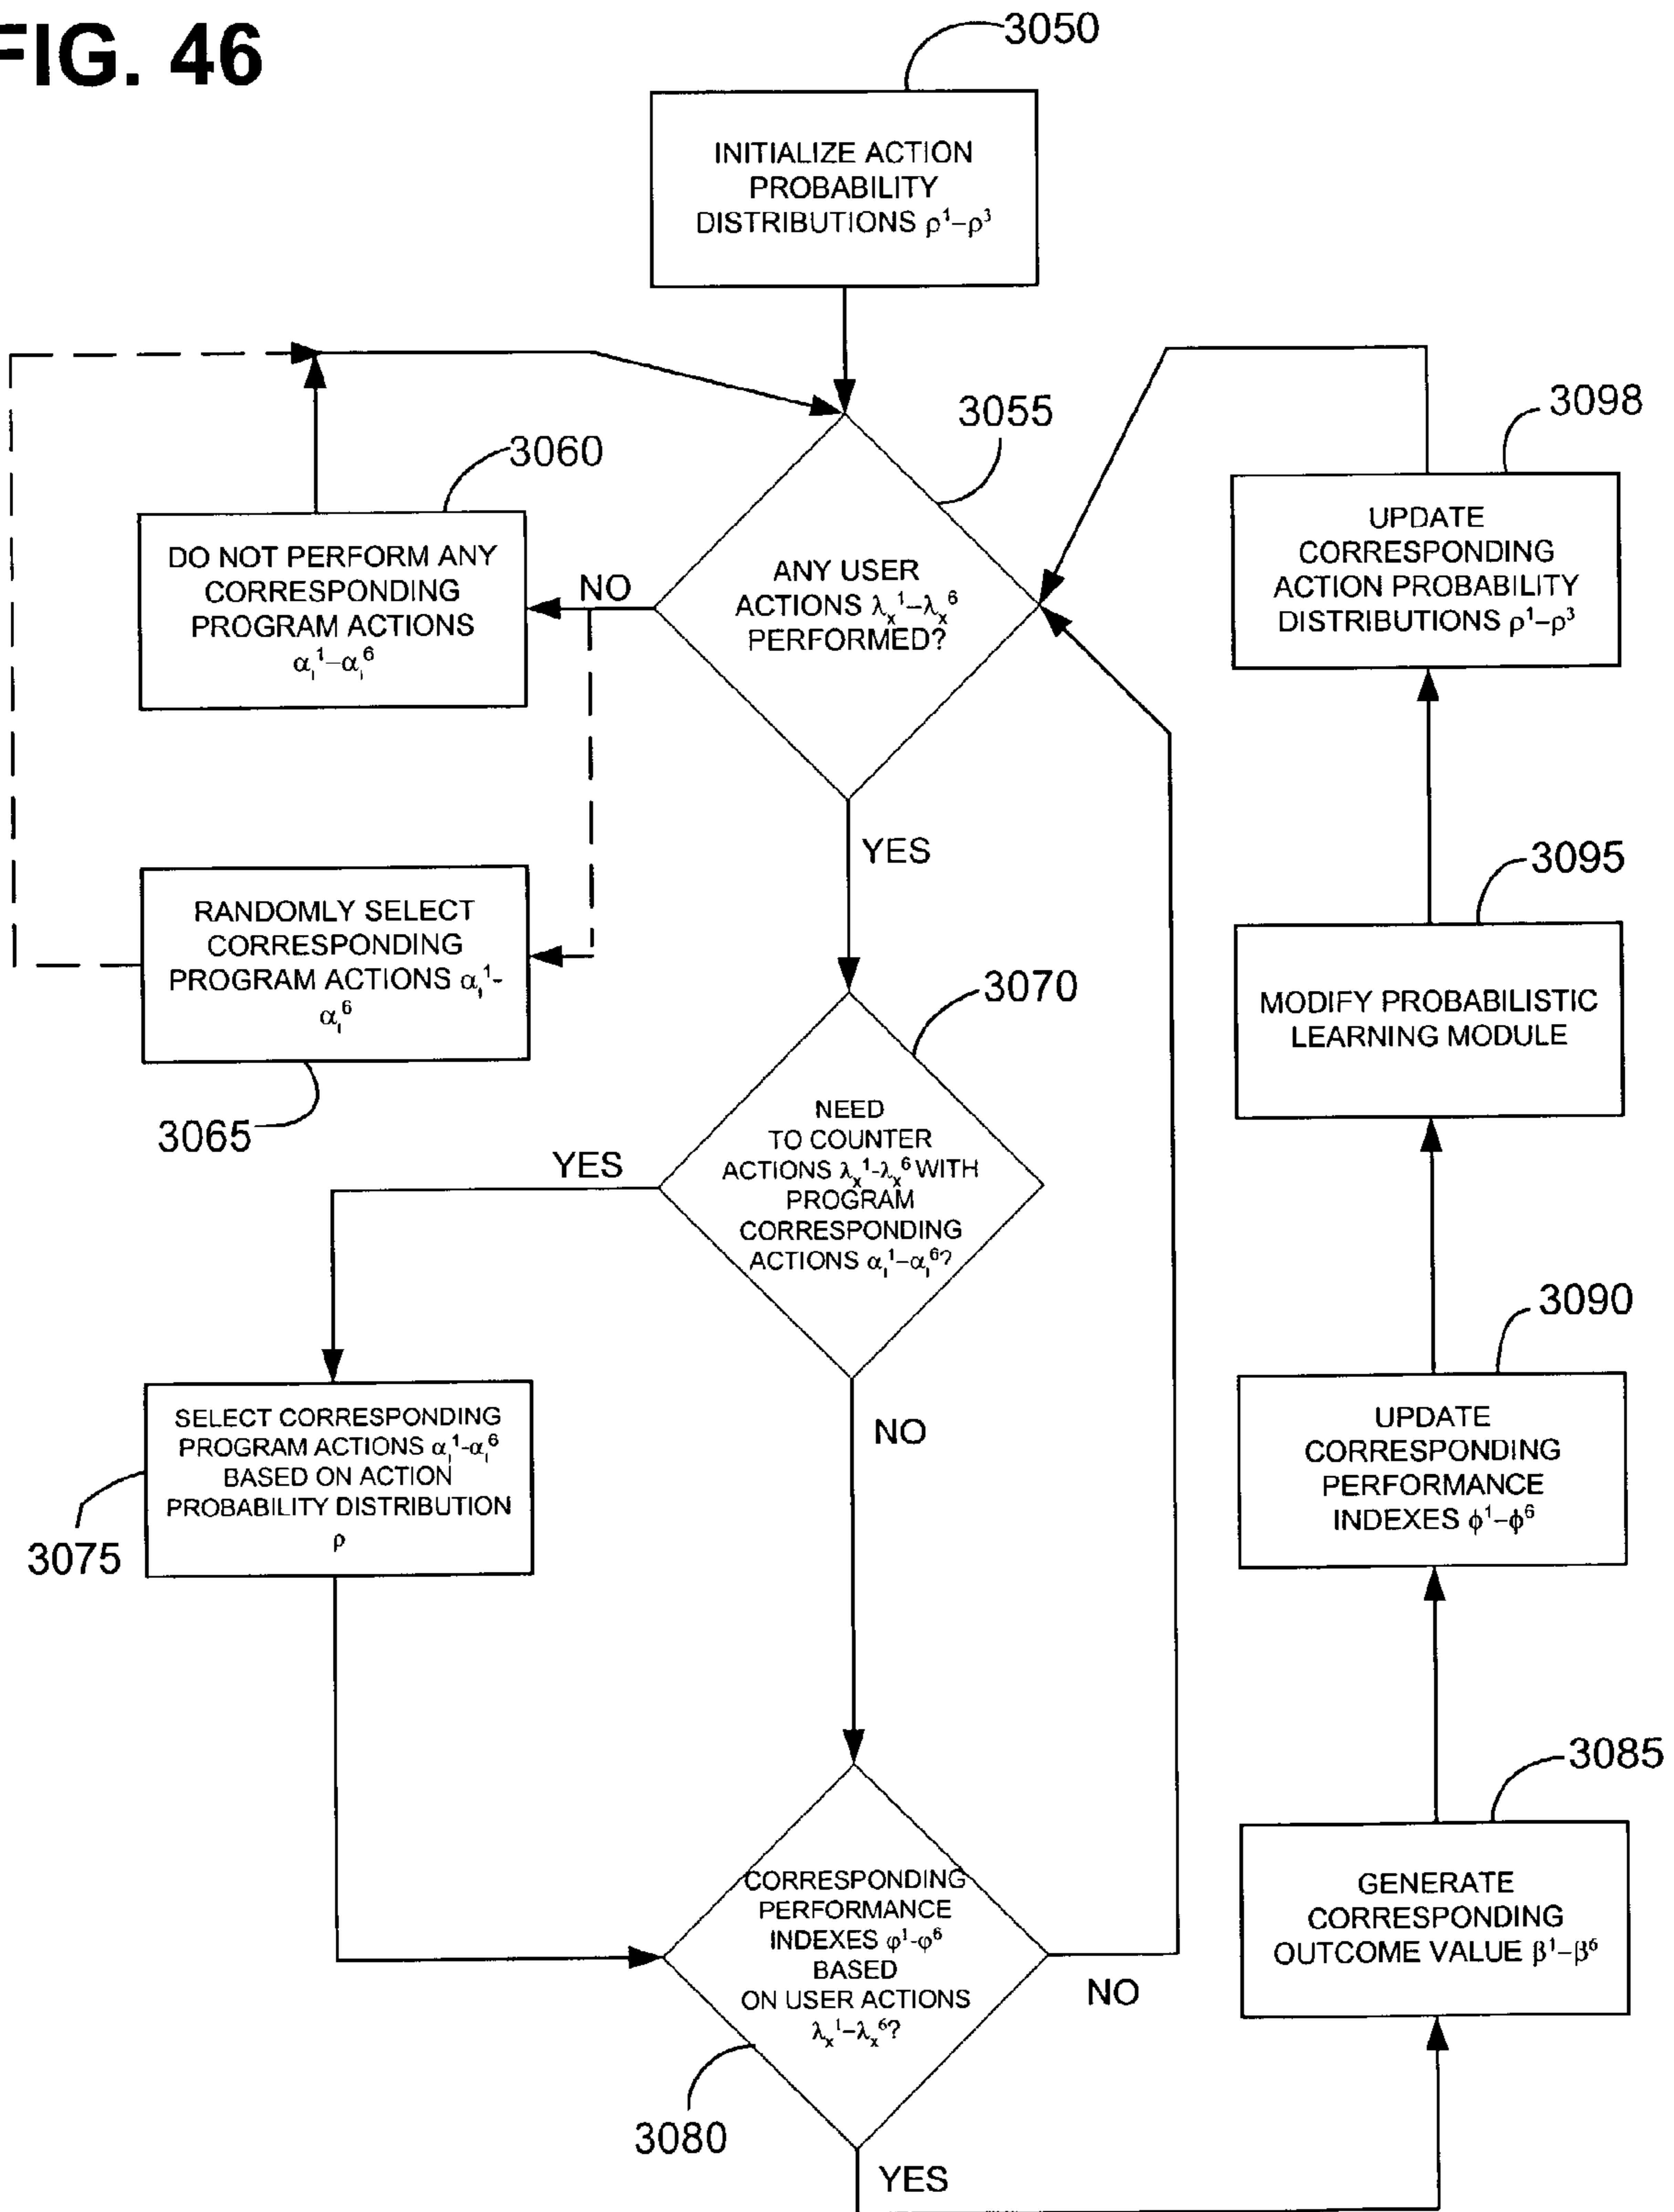 FIG. 46
3050
INITIALIZE ACTION
PROBABILITY
DISTRIBUTIONS ρ¹–ρ³
3055
ANY USER
ACTIONS λₓ¹–λₓ⁶
PERFORMED?
NO
3060
DO NOT PERFORM ANY
CORRESPONDING
PROGRAM ACTIONS
αᵢ¹–αᵢ⁶
RANDOMLY SELECT
CORRESPONDING
PROGRAM ACTIONS αᵢ¹-
αᵢ⁶
3065
YES
3070
NEED
TO COUNTER
ACTIONS λₓ¹-λₓ⁶ WITH
PROGRAM
CORRESPONDING
ACTIONS αᵢ¹–αᵢ⁶?
YES
SELECT CORRESPONDING
PROGRAM ACTIONS αᵢ¹-αᵢ⁶
BASED ON ACTION
PROBABILITY DISTRIBUTION
ρ
3075
NO
CORRESPONDING
PERFORMANCE
INDEXES φ¹-φ⁶
BASED
ON USER ACTIONS
λₓ¹–λₓ⁶?
3080
NO
YES
3085
GENERATE
CORRESPONDING
OUTCOME VALUE β¹–β⁶
3090
UPDATE
CORRESPONDING
PERFORMANCE
INDEXES ϕ¹–ϕ⁶
3095
MODIFY PROBABILISTIC
LEARNING MODULE
3098
UPDATE
CORRESPONDING
ACTION PROBABILITY
DISTRIBUTIONS ρ¹–ρ³